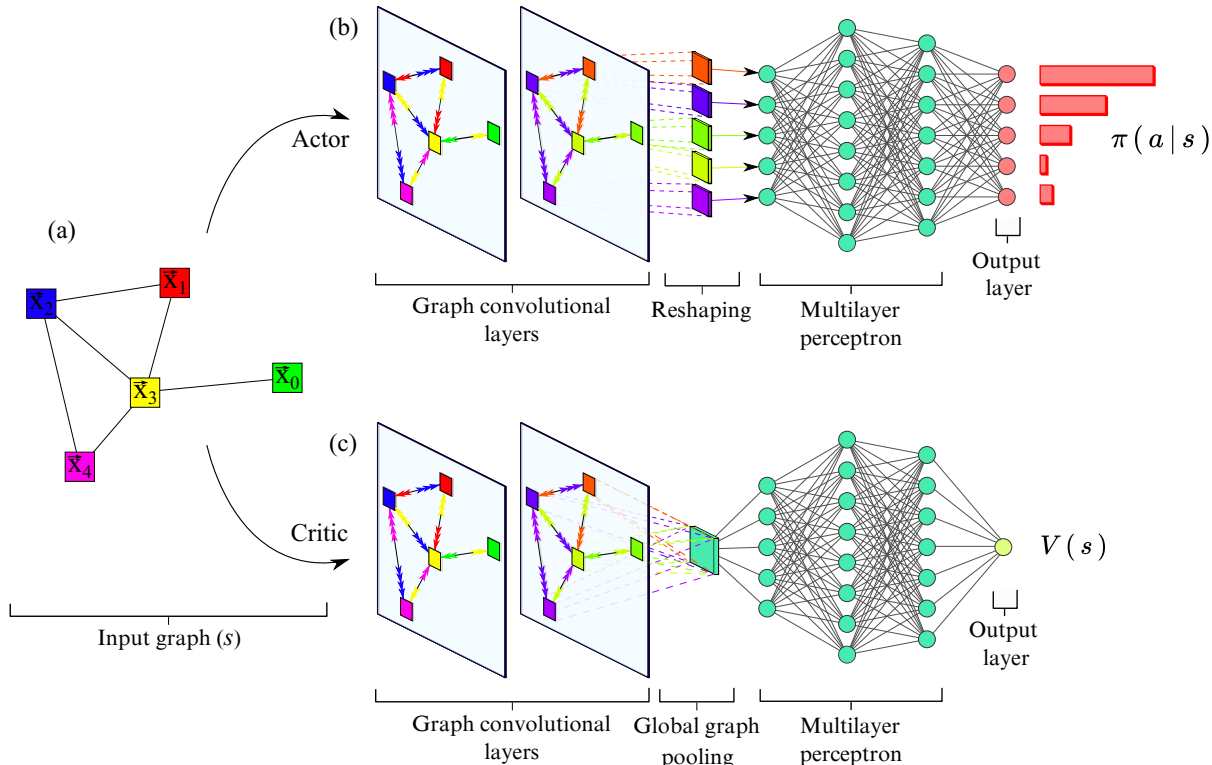 (a)
x⃗₁
x⃗₂
x⃗₃
x⃗₀
x⃗₄
Input graph (s)
Actor
Critic
(b)
π ( a | s )
Graph convolutional
layers
Reshaping
Multilayer
perceptron
Output
layer
(c)
V ( s )
Graph convolutional
layers
Global graph
pooling
Multilayer
perceptron
Output
layer